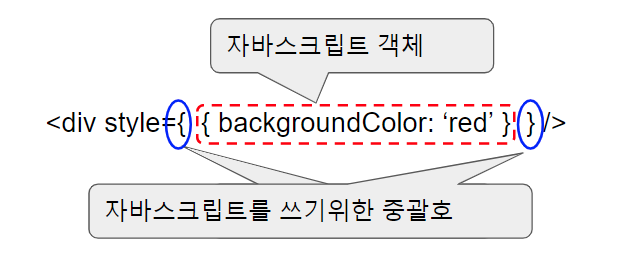 자바스크립트 객체
<div style={ { backgroundColor: ‘red’ } } />
자바스크립트를 쓰기위한 중괄호